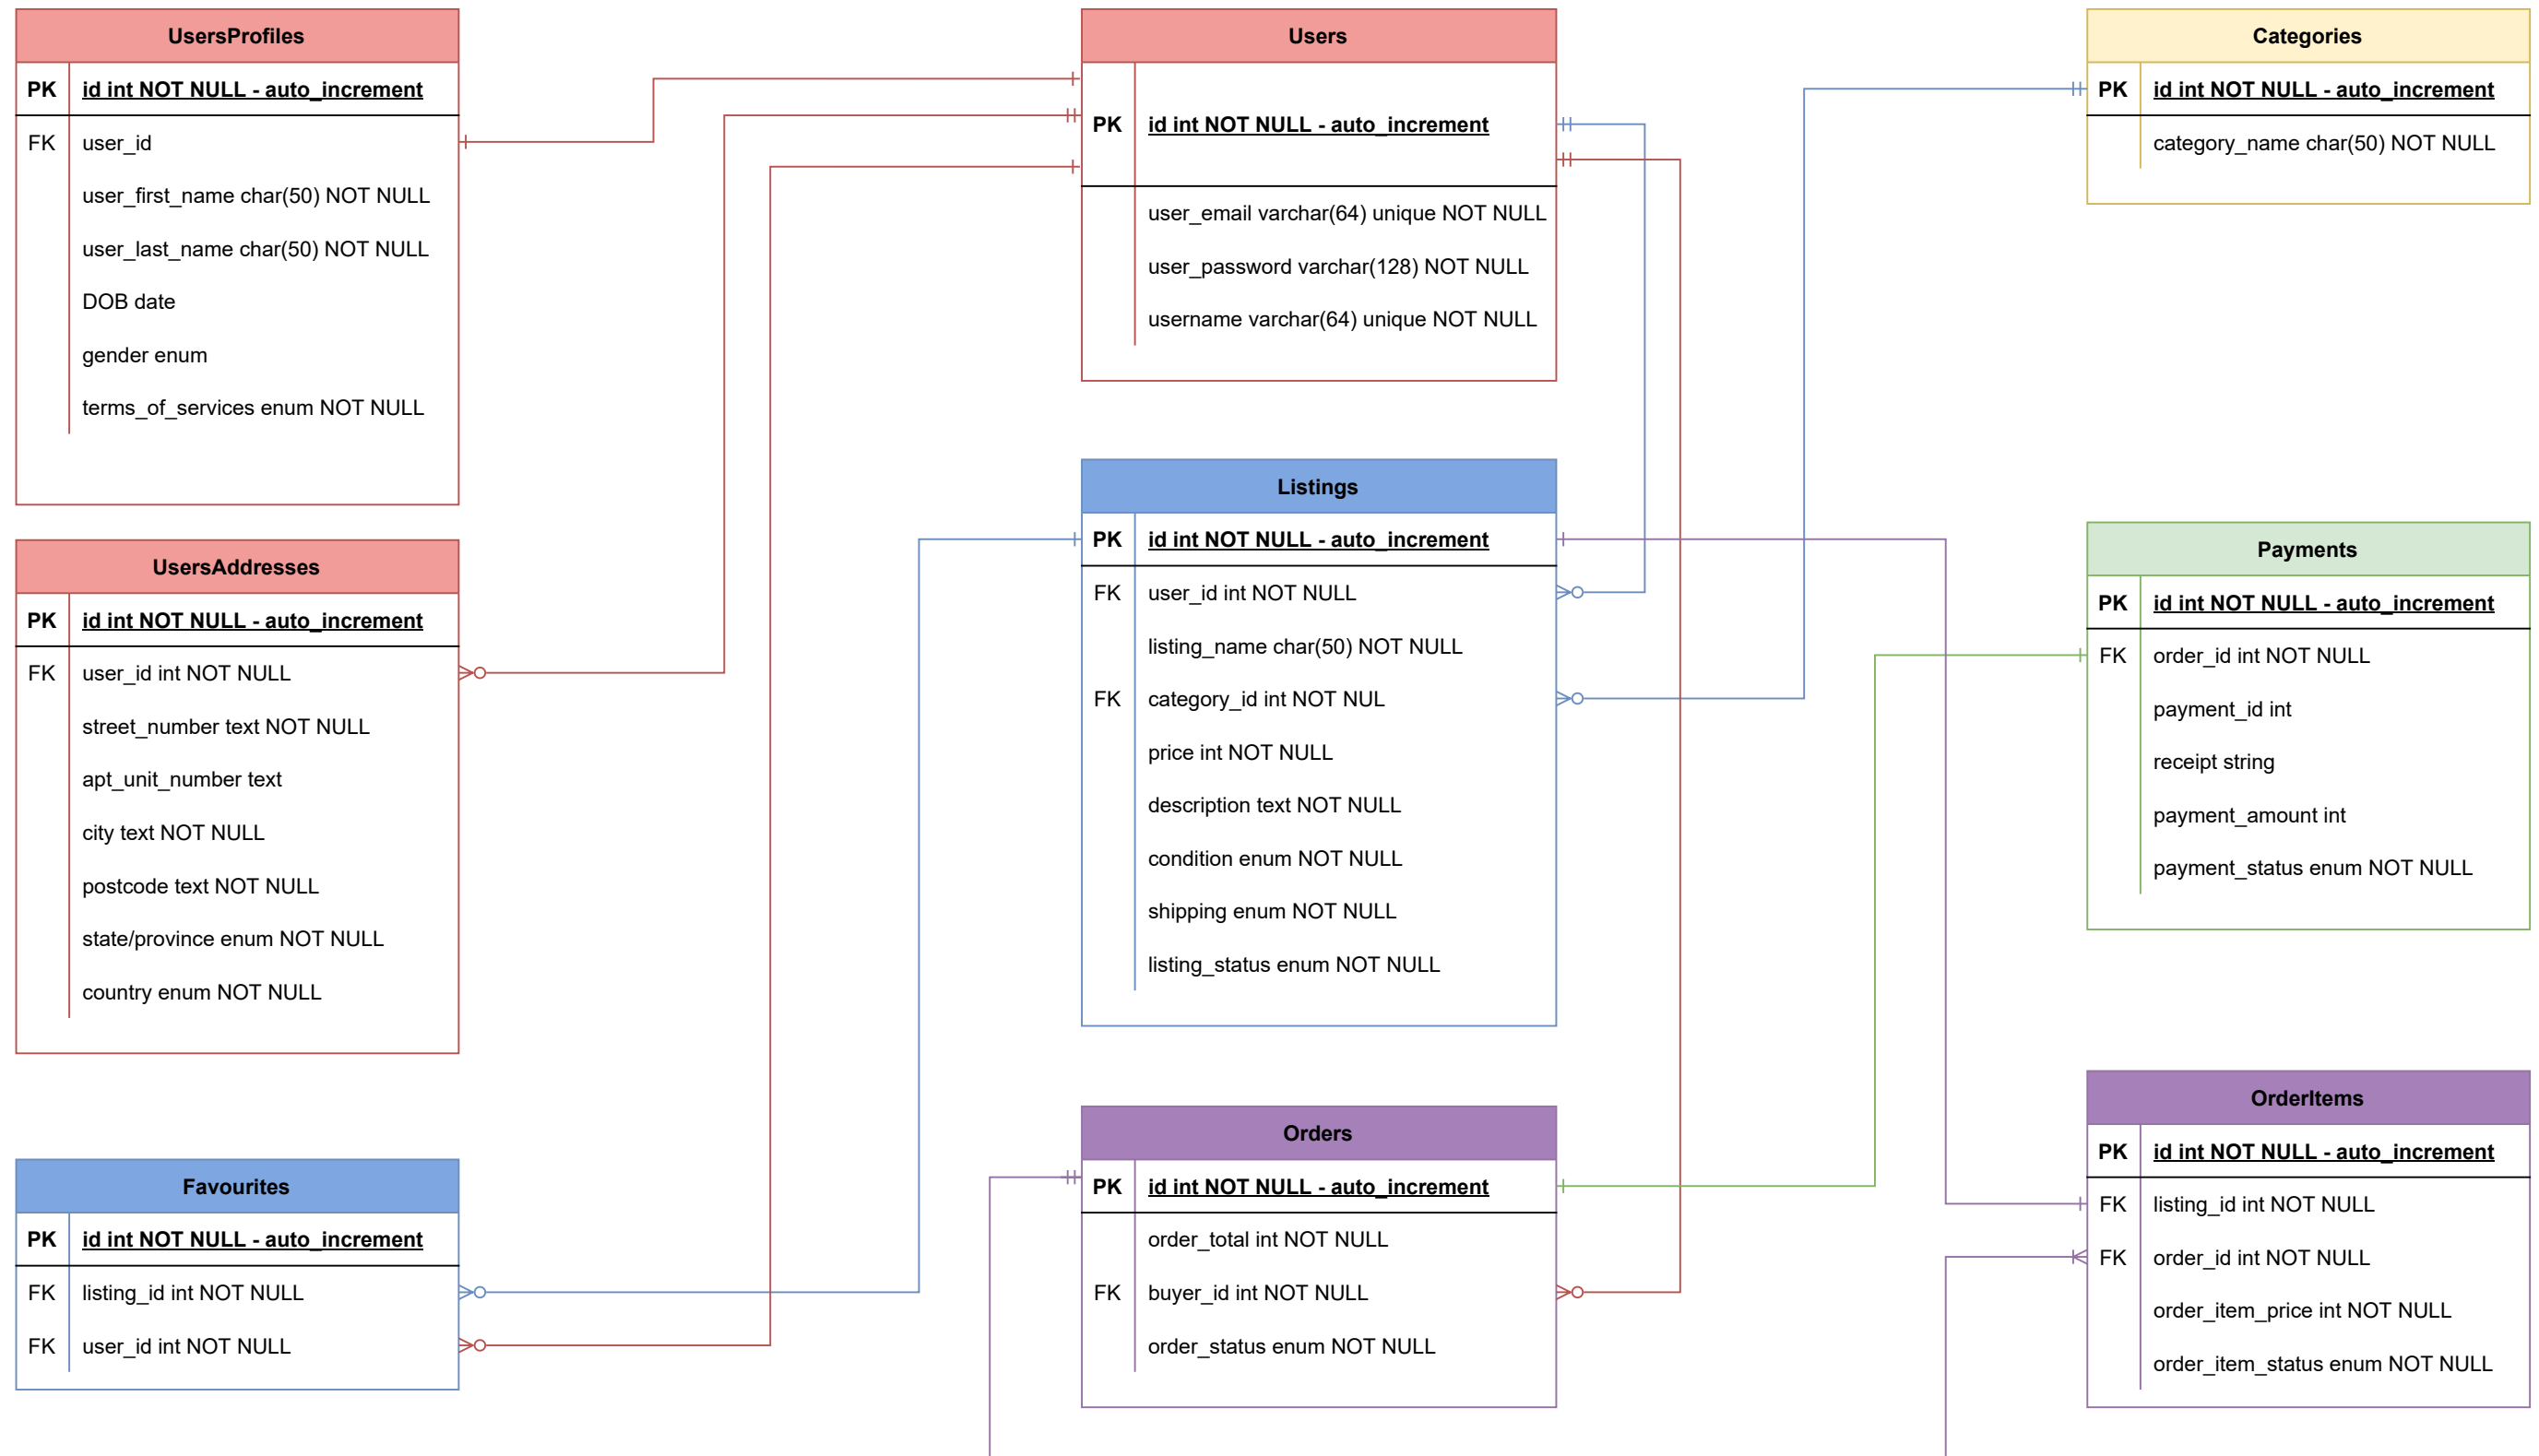 UsersProfiles
PK id int NOT NULL - auto_increment
FK user_id
user_first_name char(50) NOT NULL
user_last_name char(50) NOT NULL
DOB date
gender enum
terms_of_services enum NOT NULL
UsersAddresses
PK id int NOT NULL - auto_increment
FK user_id int NOT NULL
street_number text NOT NULL
apt_unit_number text
city text NOT NULL
postcode text NOT NULL
state/province enum NOT NULL
country enum NOT NULL
Favourites
PK id int NOT NULL - auto_increment
FK listing_id int NOT NULL
FK user_id int NOT NULL
Users
PK id int NOT NULL - auto_increment
user_email varchar(64) unique NOT NULL
user_password varchar(128) NOT NULL
username varchar(64) unique NOT NULL
Listings
PK id int NOT NULL - auto_increment
FK user_id int NOT NULL
listing_name char(50) NOT NULL
FK category_id int NOT NUL
price int NOT NULL
description text NOT NULL
condition enum NOT NULL
shipping enum NOT NULL
listing_status enum NOT NULL
Orders
PK id int NOT NULL - auto_increment
order_total int NOT NULL
FK buyer_id int NOT NULL
order_status enum NOT NULL
Categories
PK id int NOT NULL - auto_increment
category_name char(50) NOT NULL
Payments
PK id int NOT NULL - auto_increment
FK order_id int NOT NULL
payment_id int
receipt string
payment_amount int
payment_status enum NOT NULL
OrderItems
PK id int NOT NULL - auto_increment
FK listing_id int NOT NULL
FK order_id int NOT NULL
order_item_price int NOT NULL
order_item_status enum NOT NULL